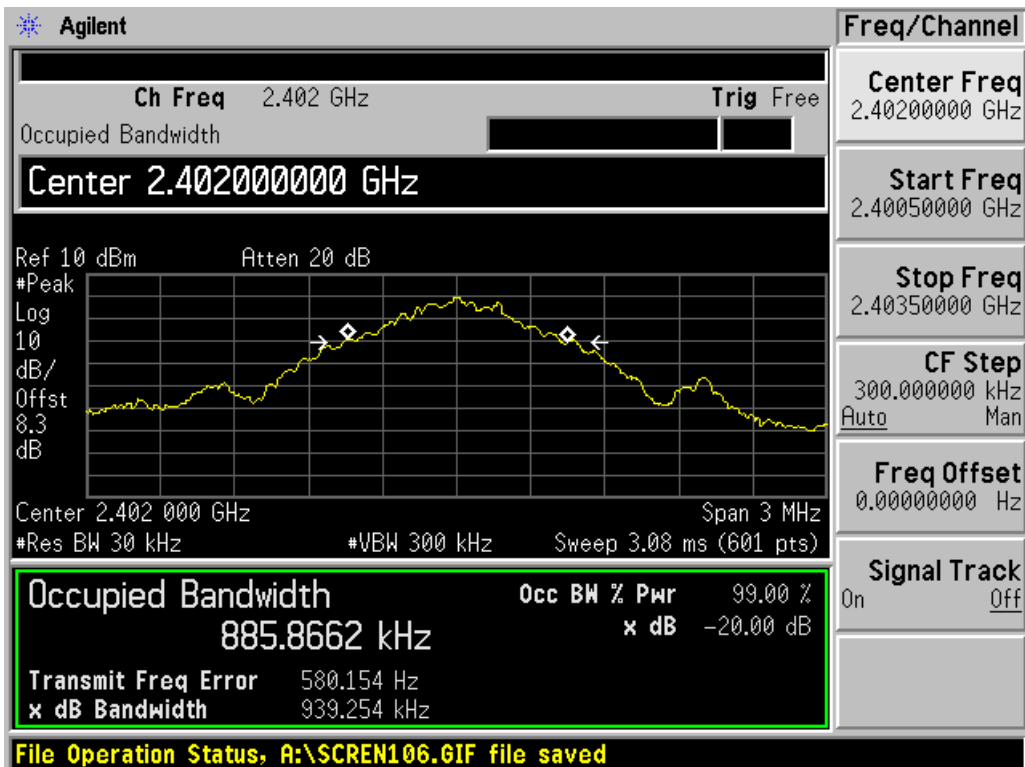 Agilent
Ch Freq 2.402 GHz Trig Free
Occupied Bandwidth
Center 2.402000000 GHz
Ref 10 dBm Atten 20 dB
#Peak
Log
10
dB/
Offst
8.3
dB
Center 2.402 000 GHz Span 3 MHz
#Res BW 30 kHz #VBW 300 kHz Sweep 3.08 ms (601 pts)
Occupied Bandwidth Occ BW % Pwr 99.00 %
885.8662 kHz x dB -20.00 dB
Transmit Freq Error 580.154 Hz
x dB Bandwidth 939.254 kHz
File Operation Status, A:\SCREN106.GIF file saved
Freq/Channel
Center Freq
2.40200000 GHz
Start Freq
2.40050000 GHz
Stop Freq
2.40350000 GHz
CF Step
300.000000 kHz
Auto Man
Freq Offset
0.00000000 Hz
Signal Track
On Off